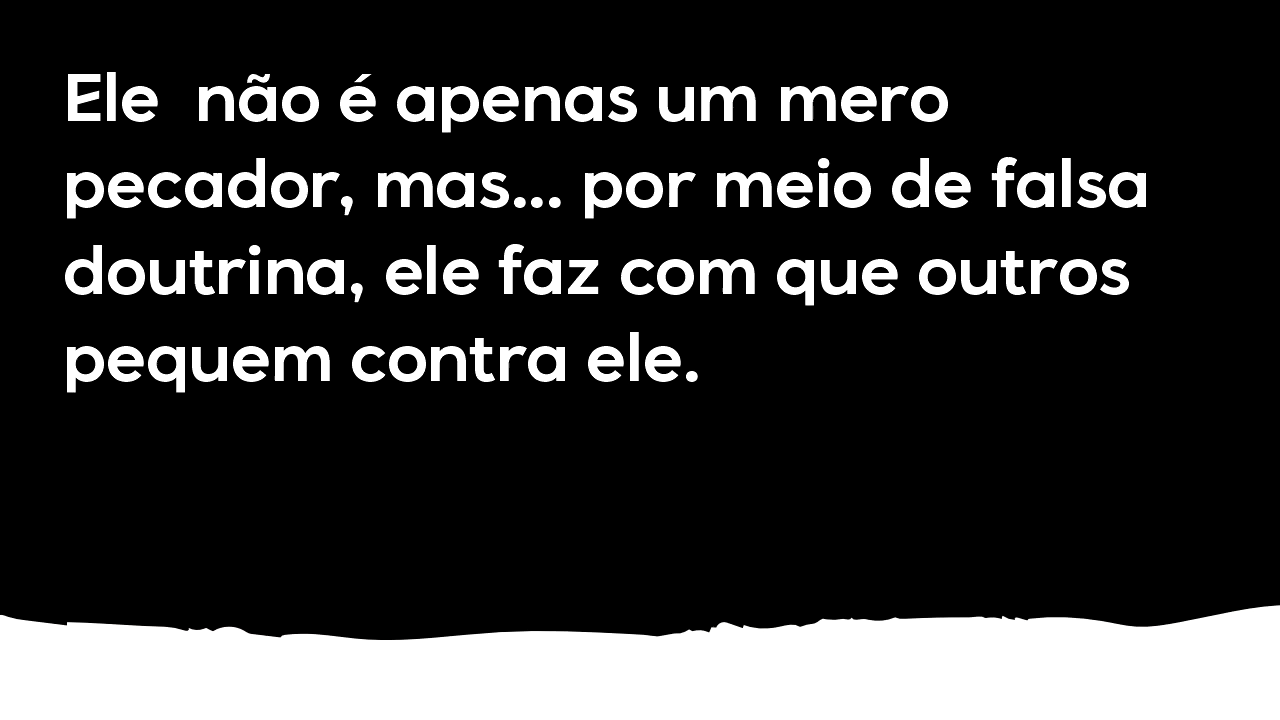 Ele  não é apenas um mero
pecador, mas... por meio de falsa
doutrina, ele faz com que outros
pequem contra ele.